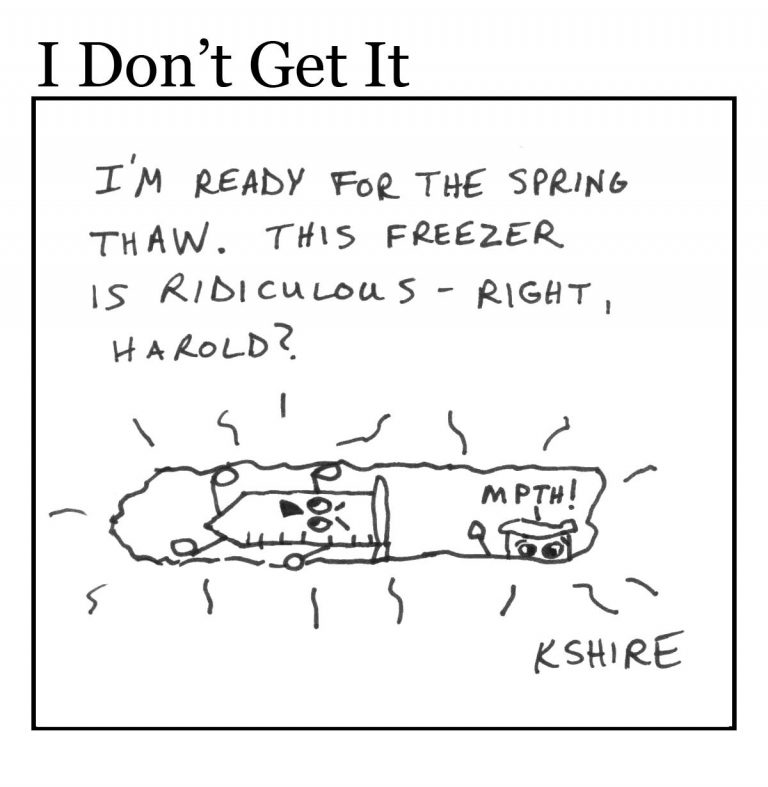 I Don't Get It
I'M READY FOR THE SPRING
THAW. THIS FREEZER
IS RIDICULOUS - RIGHT,
HAROLD?
MPTH!
KSHIRE